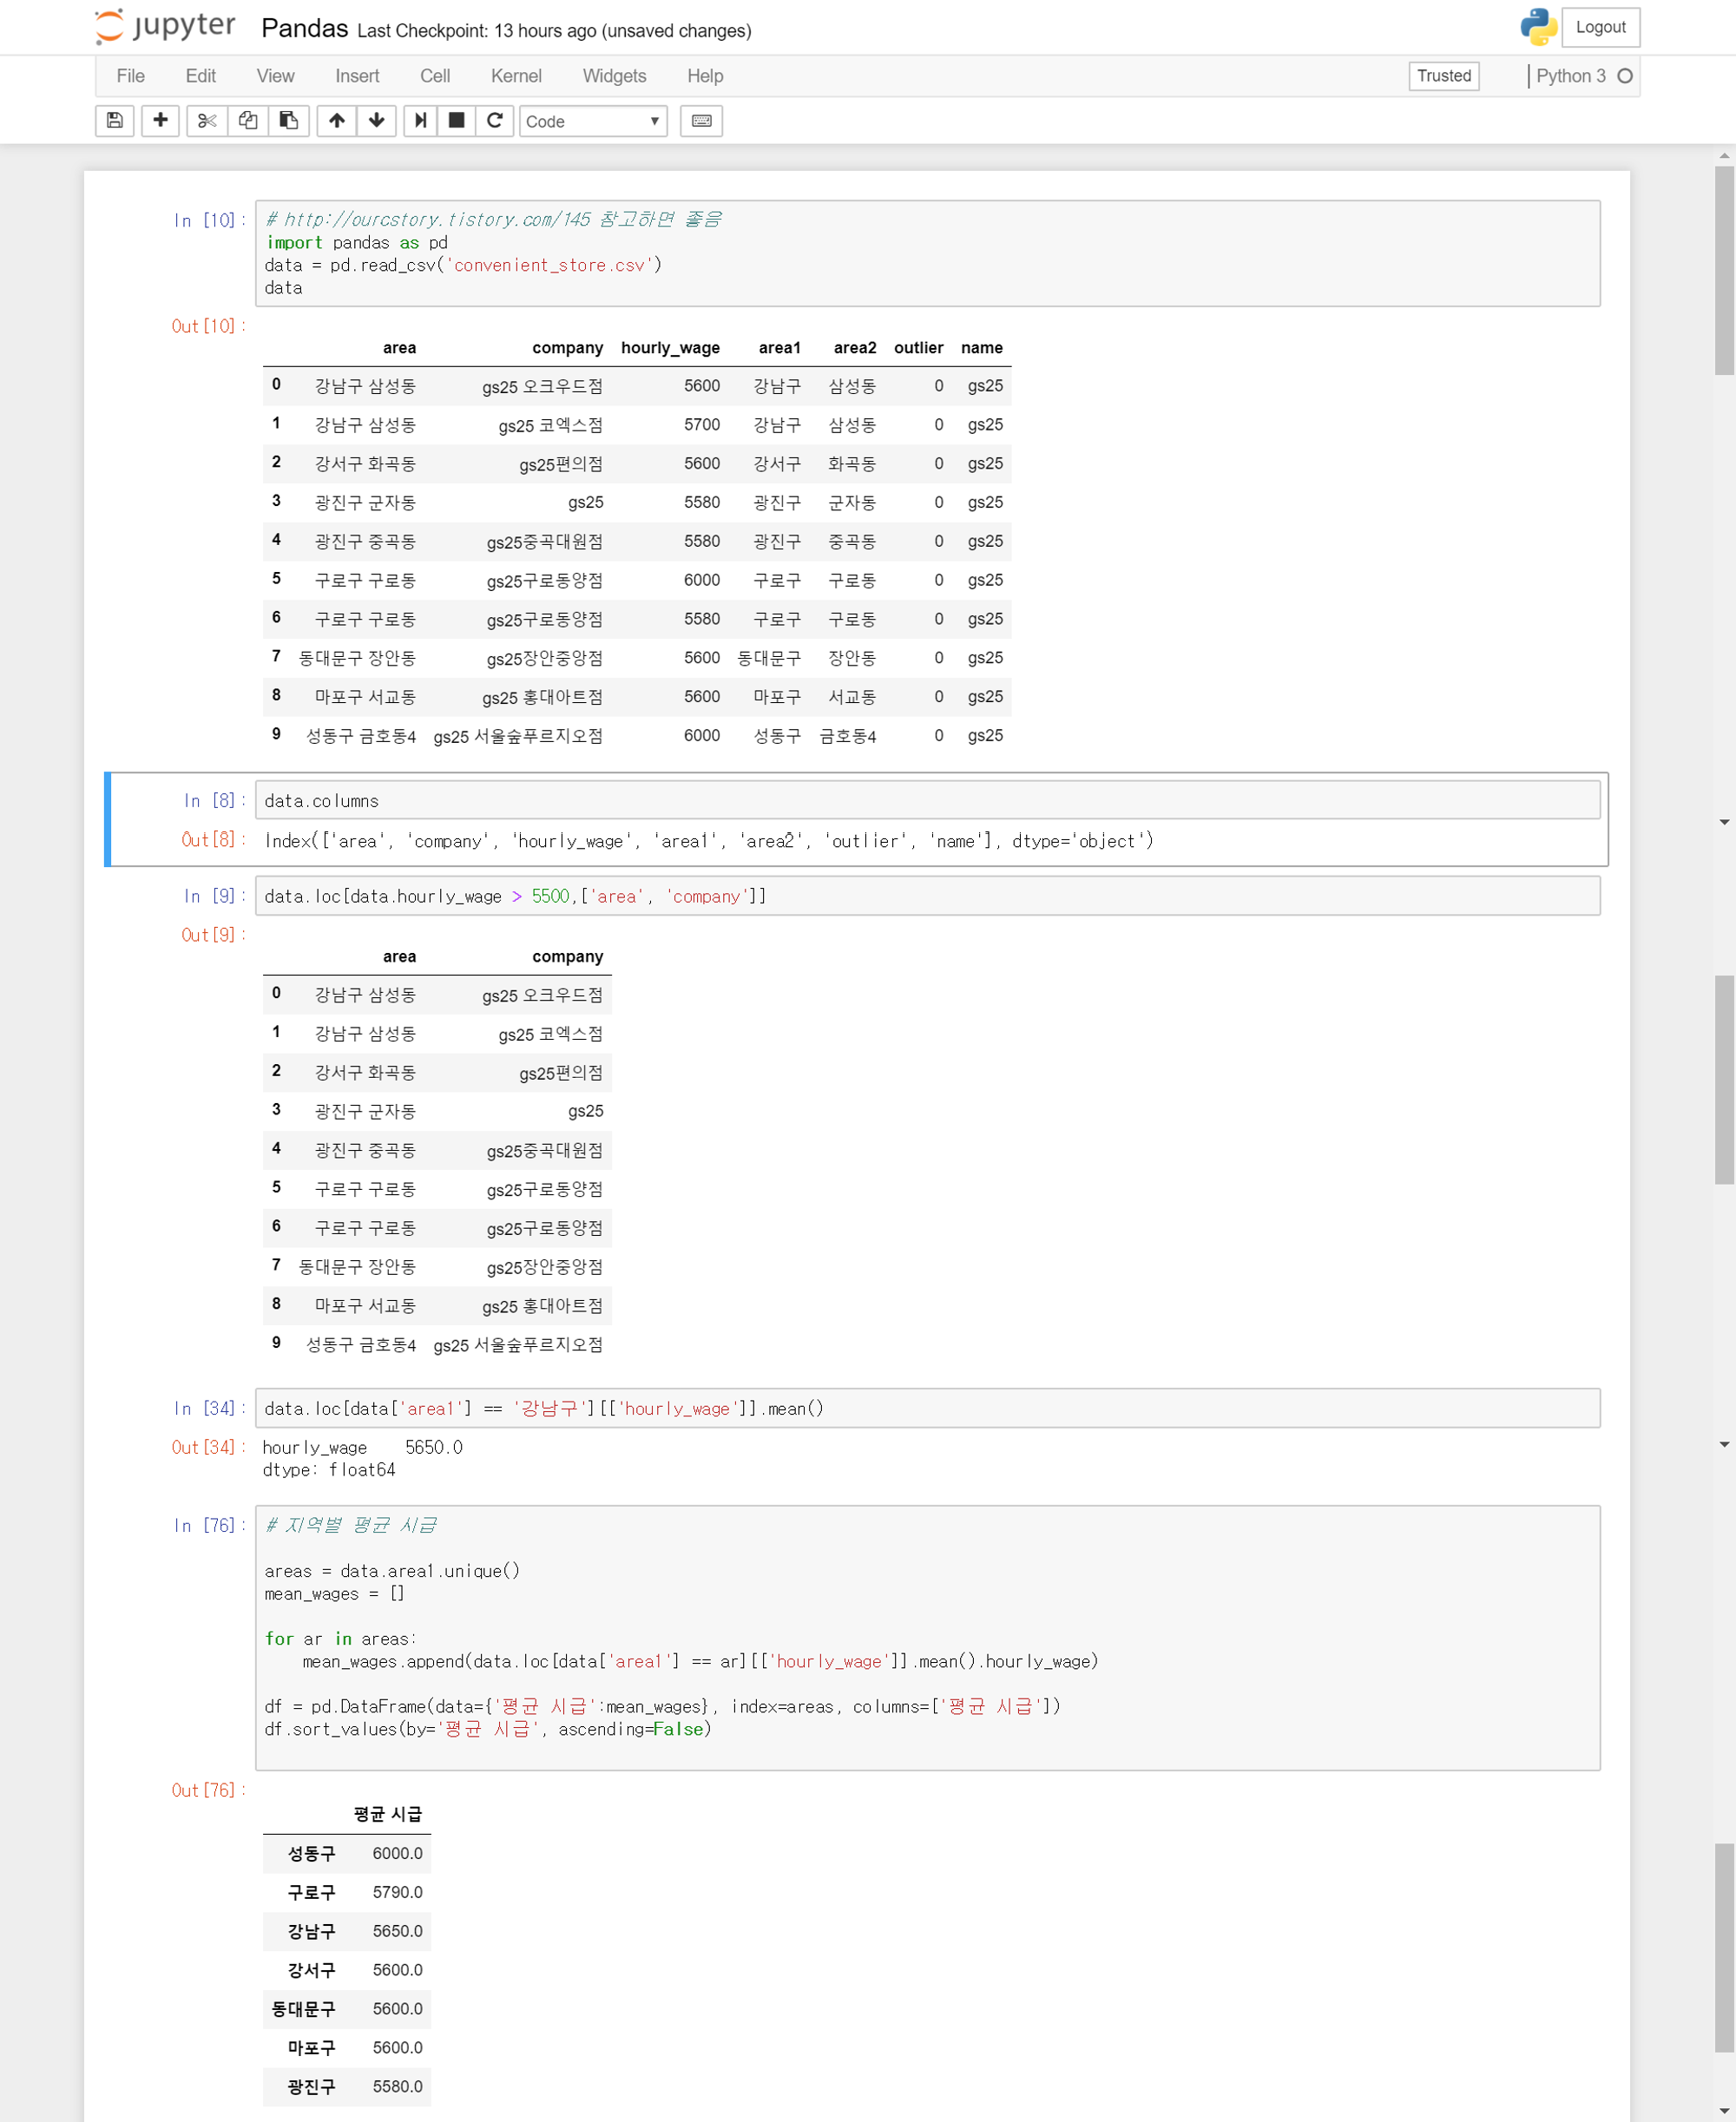 jupyter Pandas Last Checkpoint: 13 hours ago (unsaved changes) Logout
File Edit View Insert Cell Kernel Widgets Help Trusted Python 3
Code
In [10]: # http://ourcstory.tistory.com/145 참고하면 좋음
import pandas as pd
data = pd.read_csv('convenient_store.csv')
data
Out[10]:
area company hourly_wage area1 area2 outlier name
0 강남구 삼성동 gs25 오크우드점 5600 강남구 삼성동 0 gs25
1 강남구 삼성동 gs25 코엑스점 5700 강남구 삼성동 0 gs25
2 강서구 화곡동 gs25편의점 5600 강서구 화곡동 0 gs25
3 광진구 군자동 gs25 5580 광진구 군자동 0 gs25
4 광진구 중곡동 gs25중곡대원점 5580 광진구 중곡동 0 gs25
5 구로구 구로동 gs25구로동양점 6000 구로구 구로동 0 gs25
6 구로구 구로동 gs25구로동양점 5580 구로구 구로동 0 gs25
7 동대문구 장안동 gs25장안중앙점 5600 동대문구 장안동 0 gs25
8 마포구 서교동 gs25 홍대아트점 5600 마포구 서교동 0 gs25
9 성동구 금호동4 gs25 서울숲푸르지오점 6000 성동구 금호동4 0 gs25
In [8]: data.columns
Out[8]: Index(['area', 'company', 'hourly_wage', 'area1', 'area2', 'outlier', 'name'], dtype='object')
In [9]: data.loc[data.hourly_wage > 5500,['area', 'company']]
Out[9]:
area company
0 강남구 삼성동 gs25 오크우드점
1 강남구 삼성동 gs25 코엑스점
2 강서구 화곡동 gs25편의점
3 광진구 군자동 gs25
4 광진구 중곡동 gs25중곡대원점
5 구로구 구로동 gs25구로동양점
6 구로구 구로동 gs25구로동양점
7 동대문구 장안동 gs25장안중앙점
8 마포구 서교동 gs25 홍대아트점
9 성동구 금호동4 gs25 서울숲푸르지오점
In [34]: data.loc[data['area1'] == '강남구'][['hourly_wage']].mean()
Out[34]: hourly_wage 5650.0
dtype: float64
In [76]: # 지역별 평균 시급
areas = data.area1.unique()
mean_wages = []
for ar in areas:
mean_wages.append(data.loc[data['area1'] == ar][['hourly_wage']].mean().hourly_wage)
df = pd.DataFrame(data={'평균 시급':mean_wages}, index=areas, columns=['평균 시급'])
df.sort_values(by='평균 시급', ascending=False)
Out[76]:
평균 시급
성동구 6000.0
구로구 5790.0
강남구 5650.0
강서구 5600.0
동대문구 5600.0
마포구 5600.0
광진구 5580.0